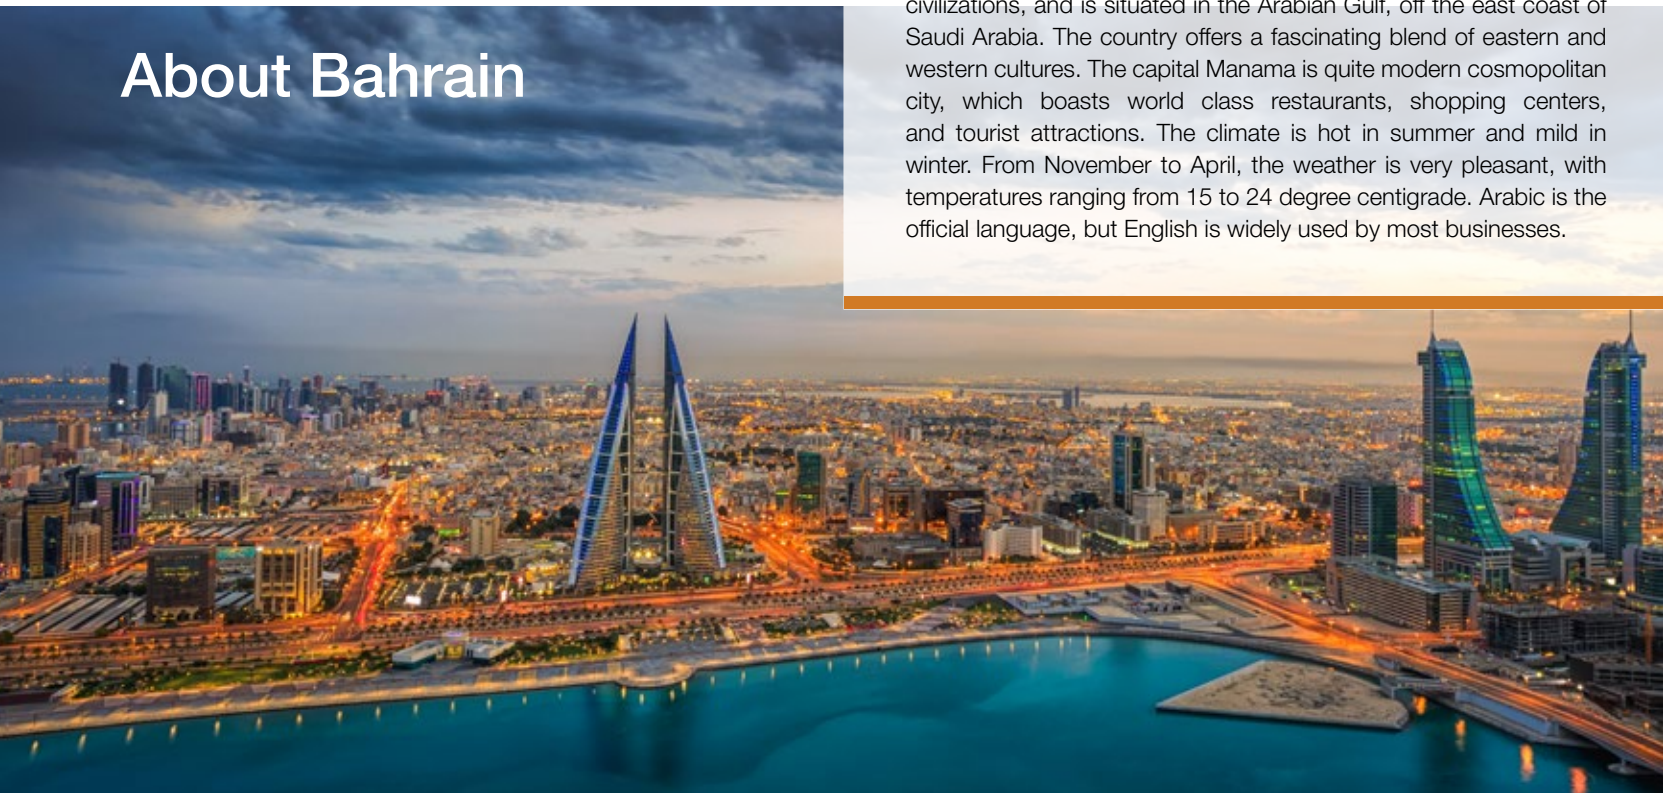 About Bahrain
civilizations, and is situated in the Arabian Gulf, off the east coast of
Saudi Arabia. The country offers a fascinating blend of eastern and
western cultures. The capital Manama is quite modern cosmopolitan
city, which boasts world class restaurants, shopping centers,
and tourist attractions. The climate is hot in summer and mild in
winter. From November to April, the weather is very pleasant, with
temperatures ranging from 15 to 24 degree centigrade. Arabic is the
official language, but English is widely used by most businesses.